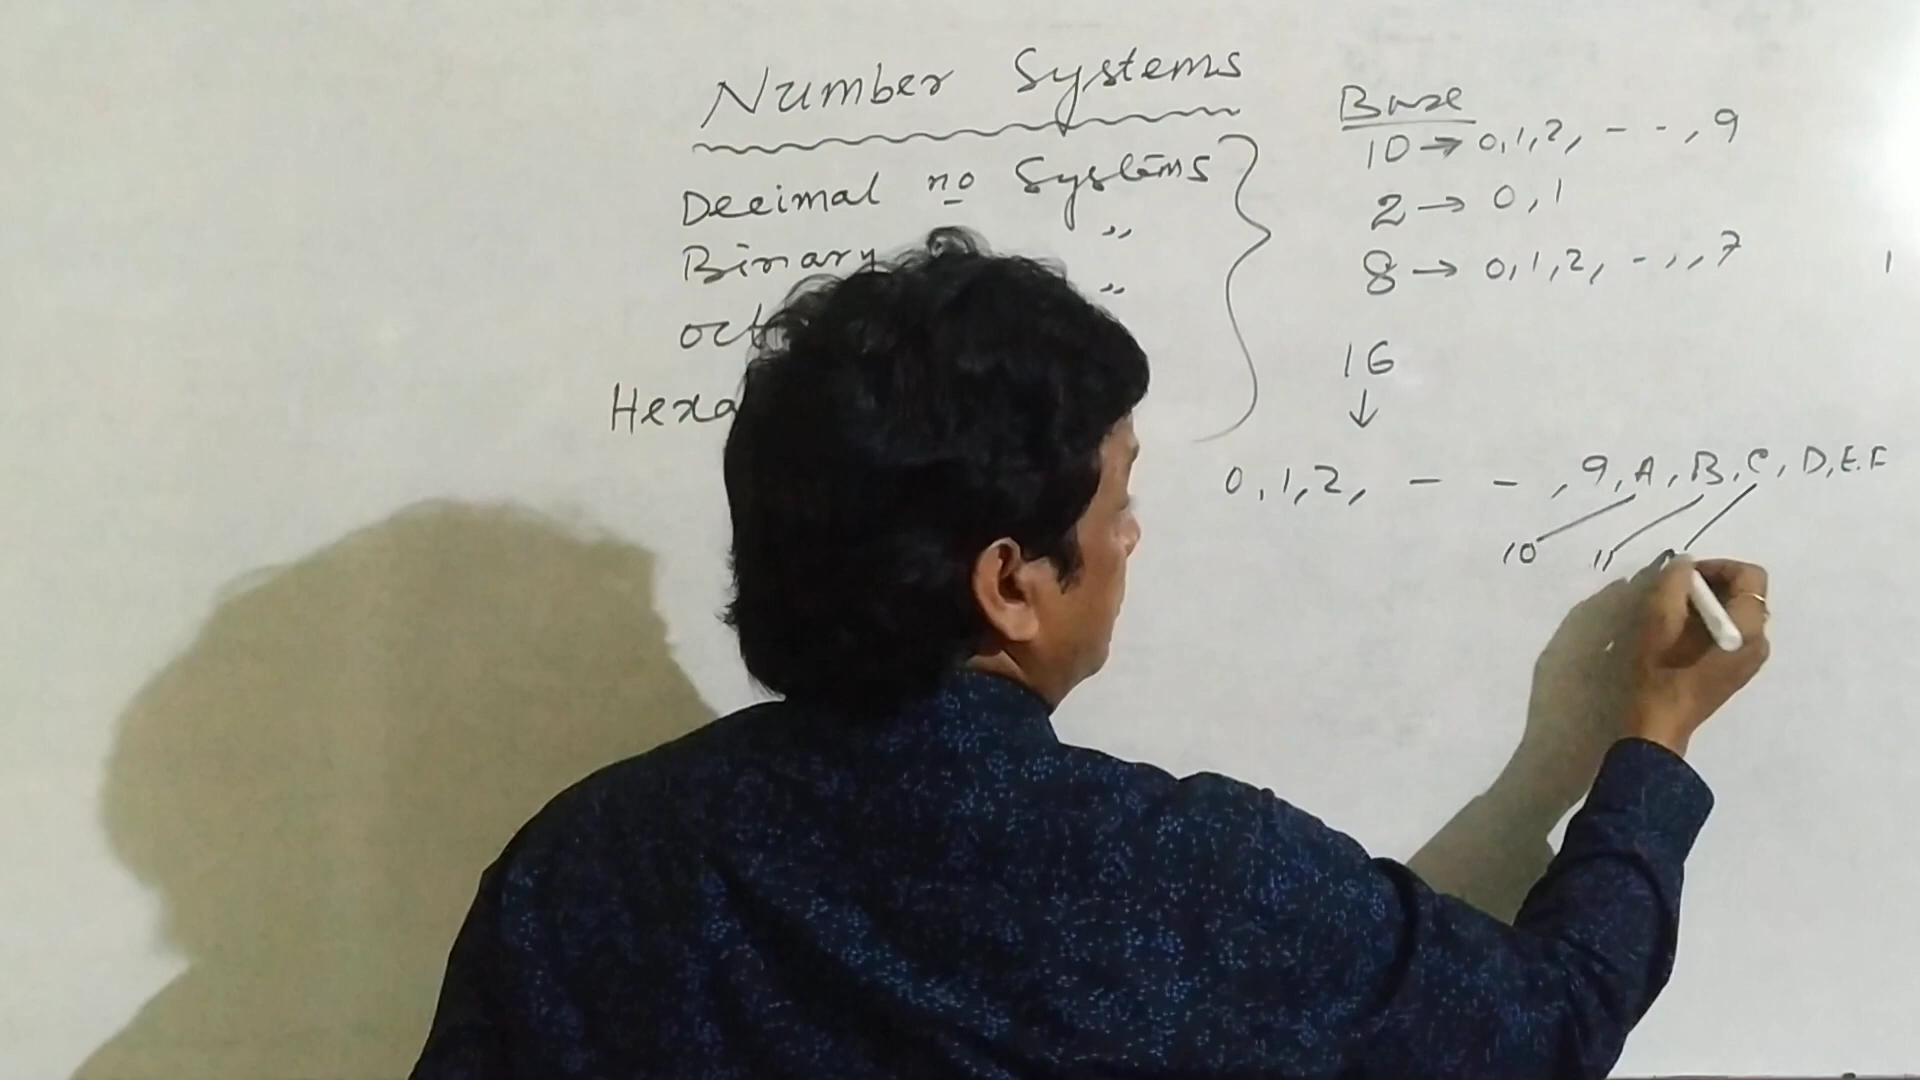 Number Systems
Decimal no Systems
Binary ,,
oct ,,
Hexa
Base
10 → 0,1,2, - - , 9
2 → 0,1
8 → 0,1,2, - , , 7
16
↓
0,1,2, - - , 9, A, B, C, D, E. F
10 11